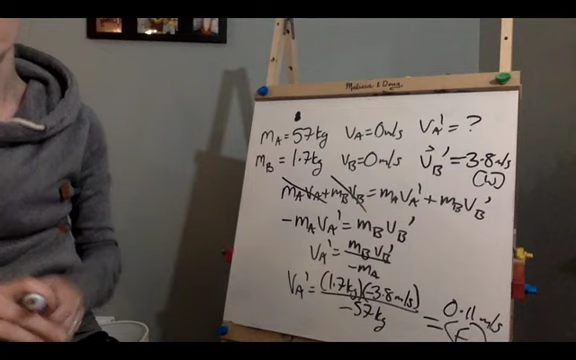 Melissa & Doug
mA=57kg VA=0m/s VA'=?
mB=1.7kg VB=0m/s V⃗B'=3.8m/s
(W)
mAVA+mBVB=mAVA'+mBVB'
-mAVA'=mBVB'
VA'=mBVB'/-mA
VA'=(1.7kg)(-3.8m/s)/-57kg =0.11m/s
(E)